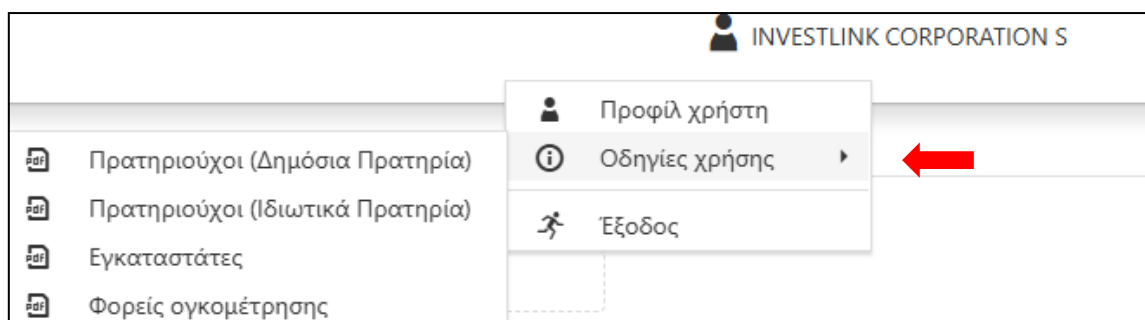 INVESTLINK CORPORATION S
Προφίλ χρήστη
Οδηγίες χρήσης
Έξοδος
Πρατηριούχοι (Δημόσια Πρατηρία)
Πρατηριούχοι (Ιδιωτικά Πρατηρία)
Εγκαταστάτες
Φορείς ογκομέτρησης